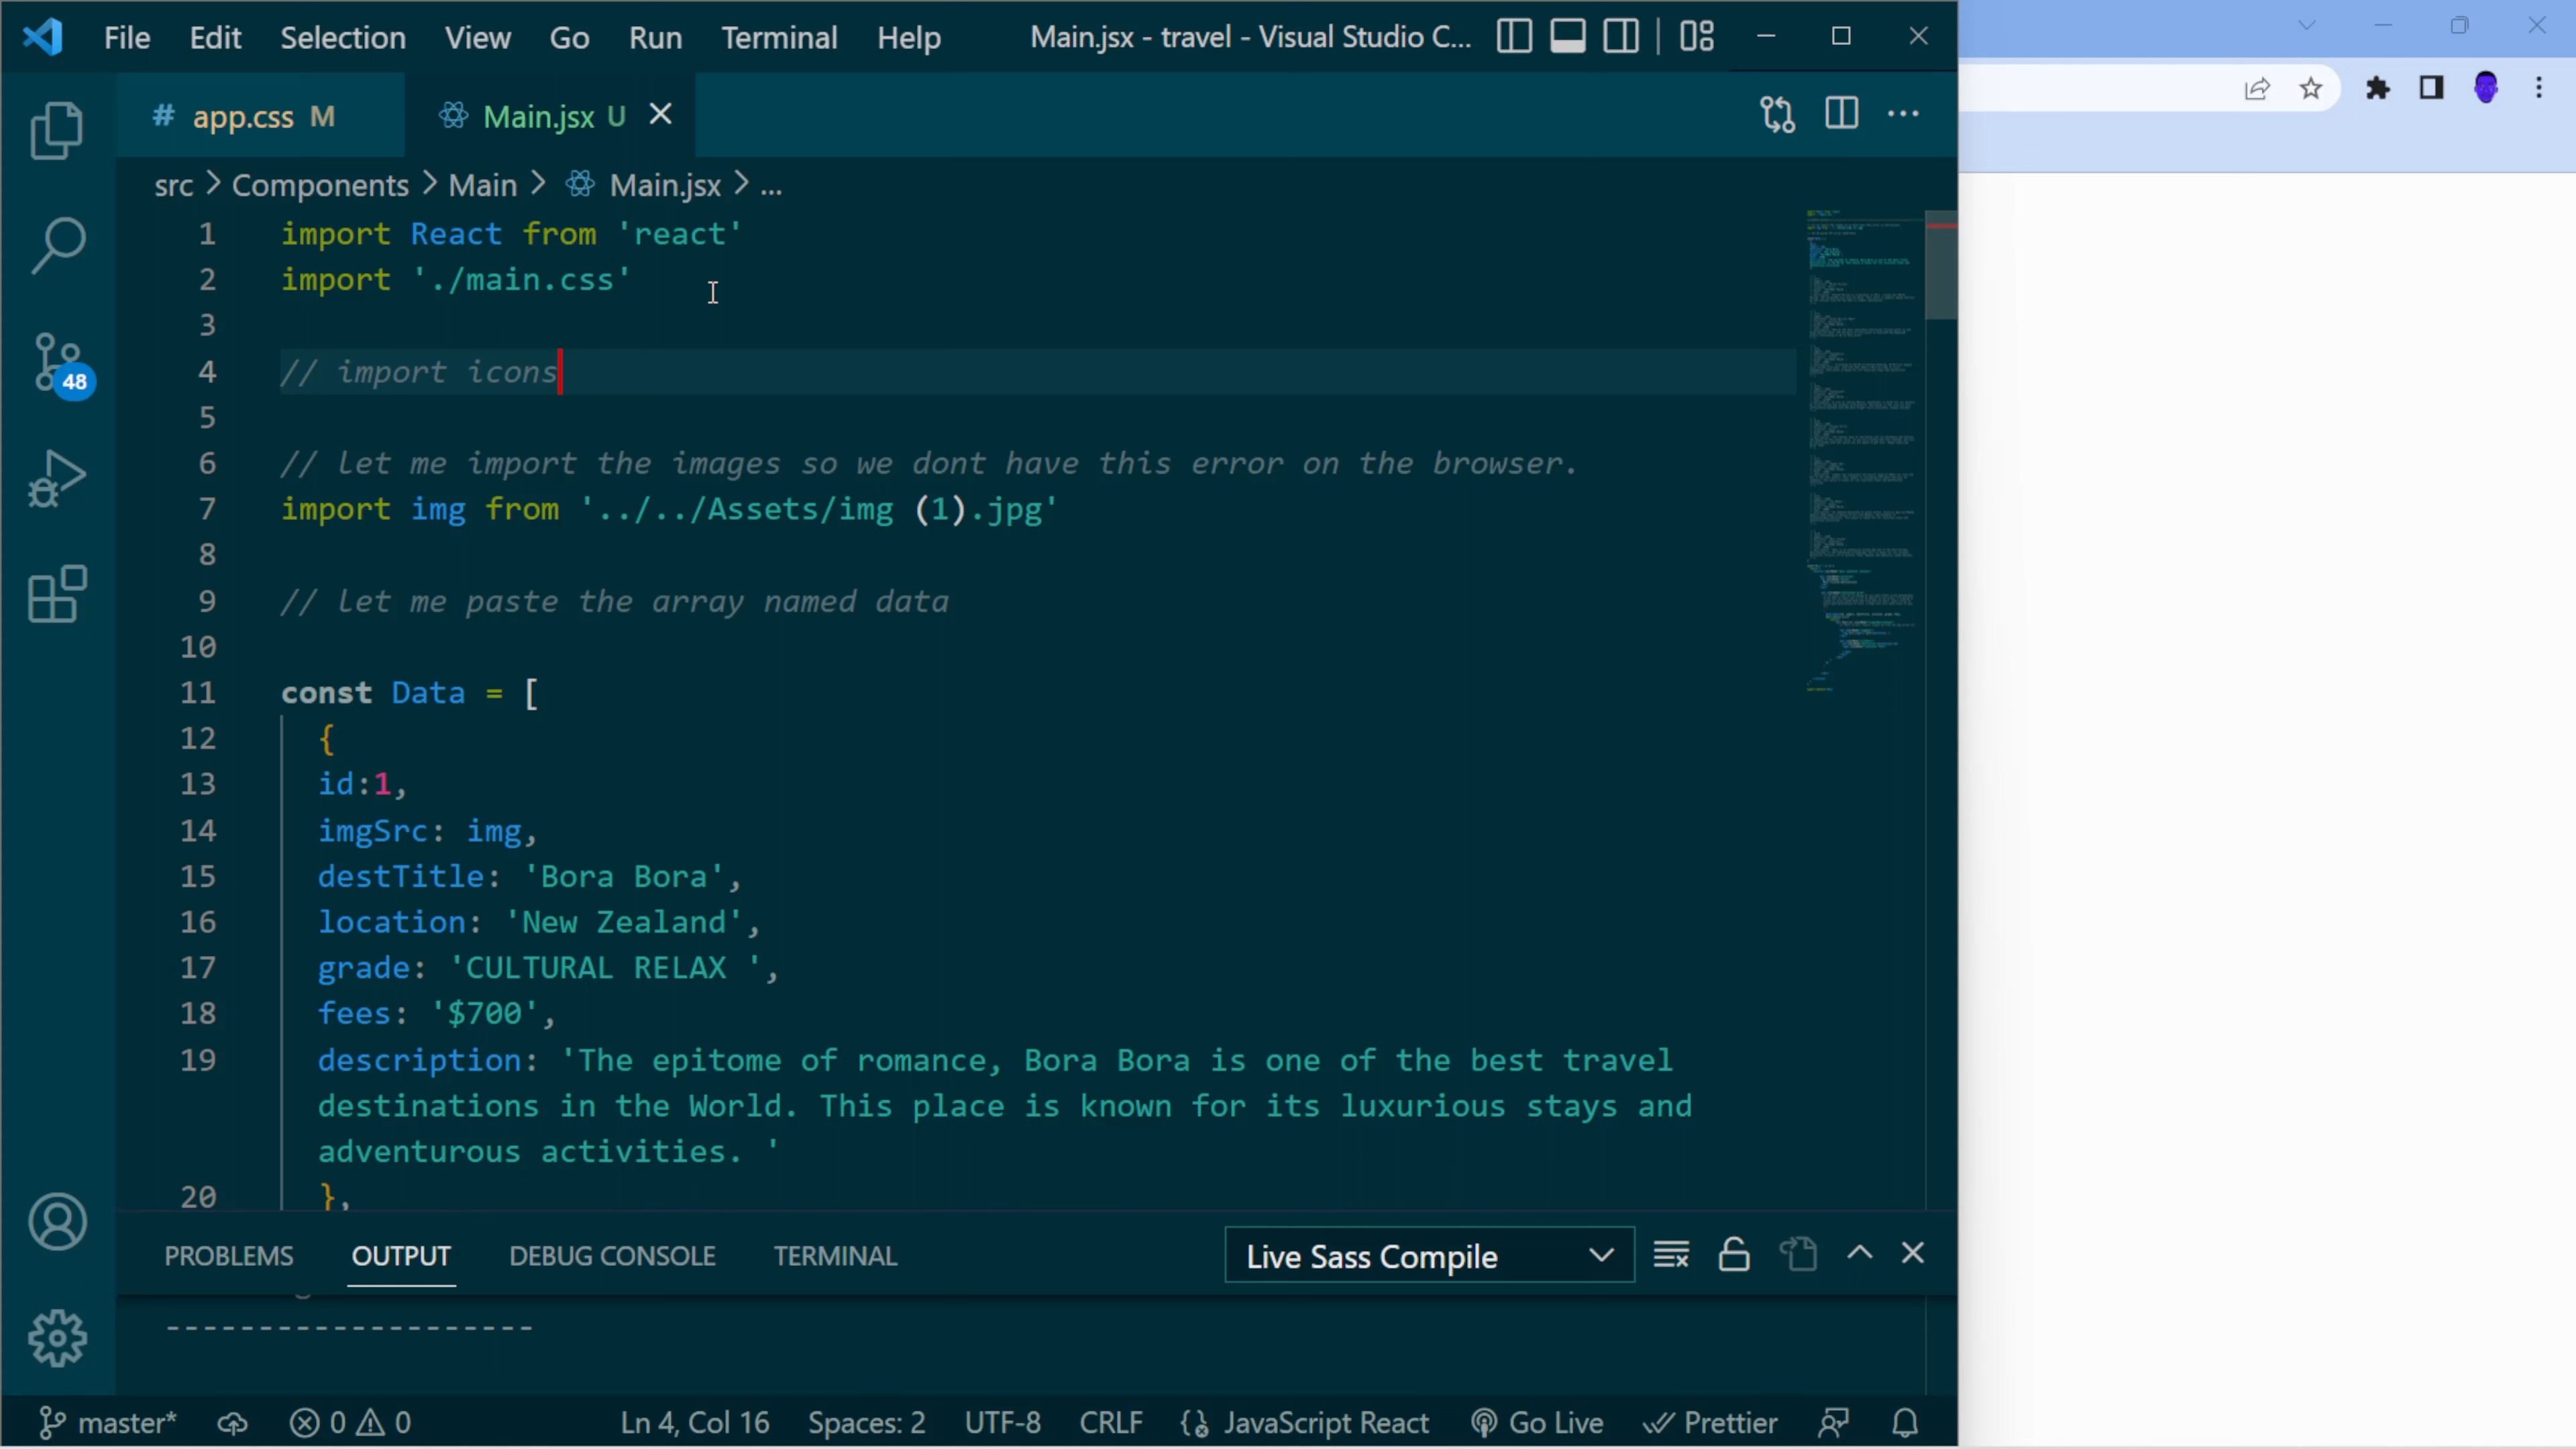 File Edit Selection View Go Run Terminal Help Main.jsx - travel - Visual Studio C...
# app.css M Main.jsx U
src > Components > Main > Main.jsx > ...
1 import React from 'react'
2 import './main.css'
3
4 // import icons
5
6 // let me import the images so we dont have this error on the browser.
7 import img from '../../Assets/img (1).jpg'
8
9 // let me paste the array named data
10
11 const Data = [
12 {
13 id:1,
14 imgSrc: img,
15 destTitle: 'Bora Bora',
16 location: 'New Zealand',
17 grade: 'CULTURAL RELAX ',
18 fees: '$700',
19 description: 'The epitome of romance, Bora Bora is one of the best travel
destinations in the World. This place is known for its luxurious stays and
adventurous activities. '
20 },
48
PROBLEMS OUTPUT DEBUG CONSOLE TERMINAL Live Sass Compile
--------------------
master* 0 0 Ln 4, Col 16 Spaces: 2 UTF-8 CRLF JavaScript React Go Live Prettier